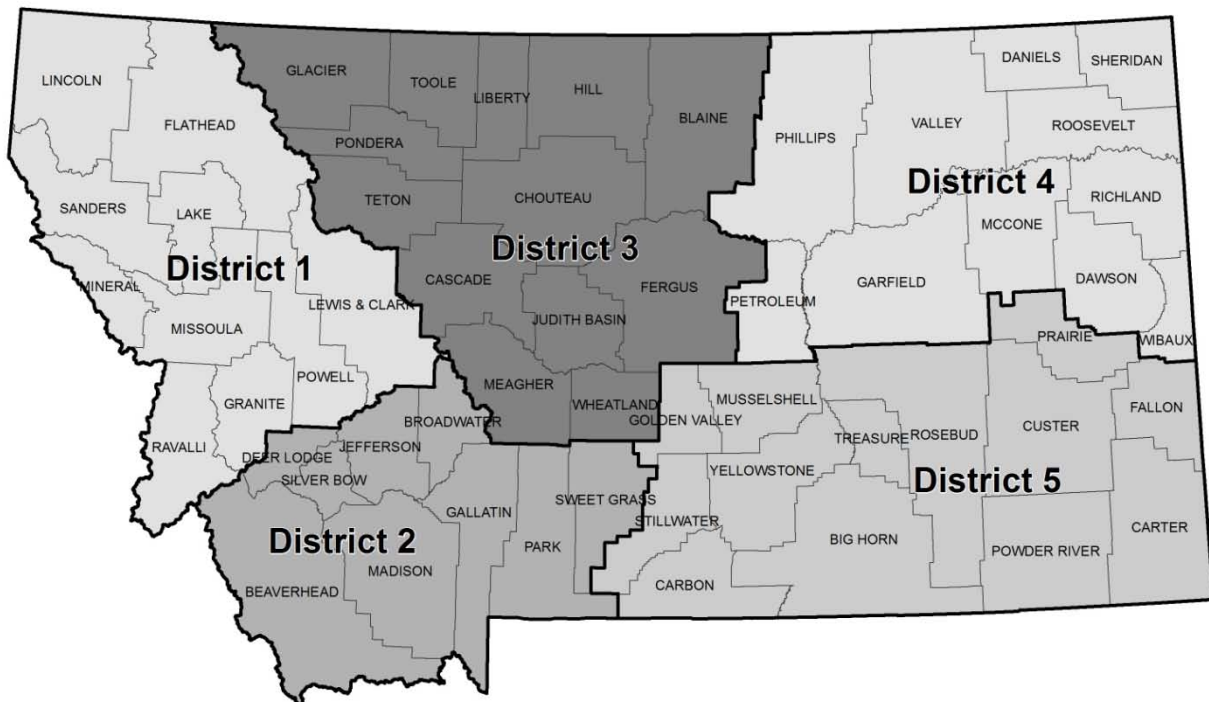 LINCOLN
FLATHEAD
SANDERS
LAKE
District 1
MINERAL
MISSOULA
LEWIS & CLARK
POWELL
GRANITE
RAVALLI
GLACIER
TOOLE
LIBERTY
HILL
BLAINE
PONDERA
TETON
CHOUTEAU
District 3
CASCADE
JUDITH BASIN
FERGUS
MEAGHER
WHEATLAND
DANIELS
SHERIDAN
PHILLIPS
VALLEY
ROOSEVELT
District 4
RICHLAND
MCCONE
GARFIELD
DAWSON
PETROLEUM
WIBAUX
BROADWATER
JEFFERSON
DEER LODGE
SILVER BOW
GALLATIN
SWEET GRASS
PARK
District 2
MADISON
BEAVERHEAD
PRAIRIE
GOLDEN VALLEY
MUSSELSHELL
TREASURE
ROSEBUD
CUSTER
FALLON
YELLOWSTONE
District 5
STILLWATER
BIG HORN
POWDER RIVER
CARTER
CARBON